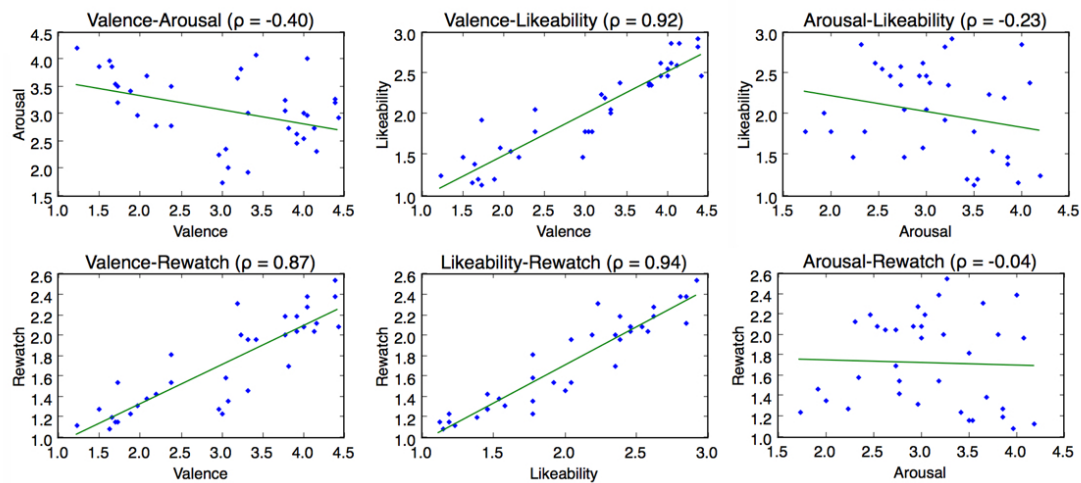 Valence-Arousal (ρ = -0.40)
4.5
4.0
3.5
3.0
2.5
2.0
1.5
Arousal
1.0 1.5 2.0 2.5 3.0 3.5 4.0 4.5
Valence
Valence-Likeability (ρ = 0.92)
3.0
2.5
2.0
1.5
1.0
Likeability
1.0 1.5 2.0 2.5 3.0 3.5 4.0 4.5
Valence
Arousal-Likeability (ρ = -0.23)
3.0
2.5
2.0
1.5
1.0
Likeability
1.5 2.0 2.5 3.0 3.5 4.0 4.5
Arousal
Valence-Rewatch (ρ = 0.87)
2.6
2.4
2.2
2.0
1.8
1.6
1.4
1.2
1.0
Rewatch
1.0 1.5 2.0 2.5 3.0 3.5 4.0 4.5
Valence
Likeability-Rewatch (ρ = 0.94)
2.6
2.4
2.2
2.0
1.8
1.6
1.4
1.2
1.0
Rewatch
1.0 1.5 2.0 2.5 3.0
Likeability
Arousal-Rewatch (ρ = -0.04)
2.6
2.4
2.2
2.0
1.8
1.6
1.4
1.2
1.0
Rewatch
1.5 2.0 2.5 3.0 3.5 4.0 4.5
Arousal